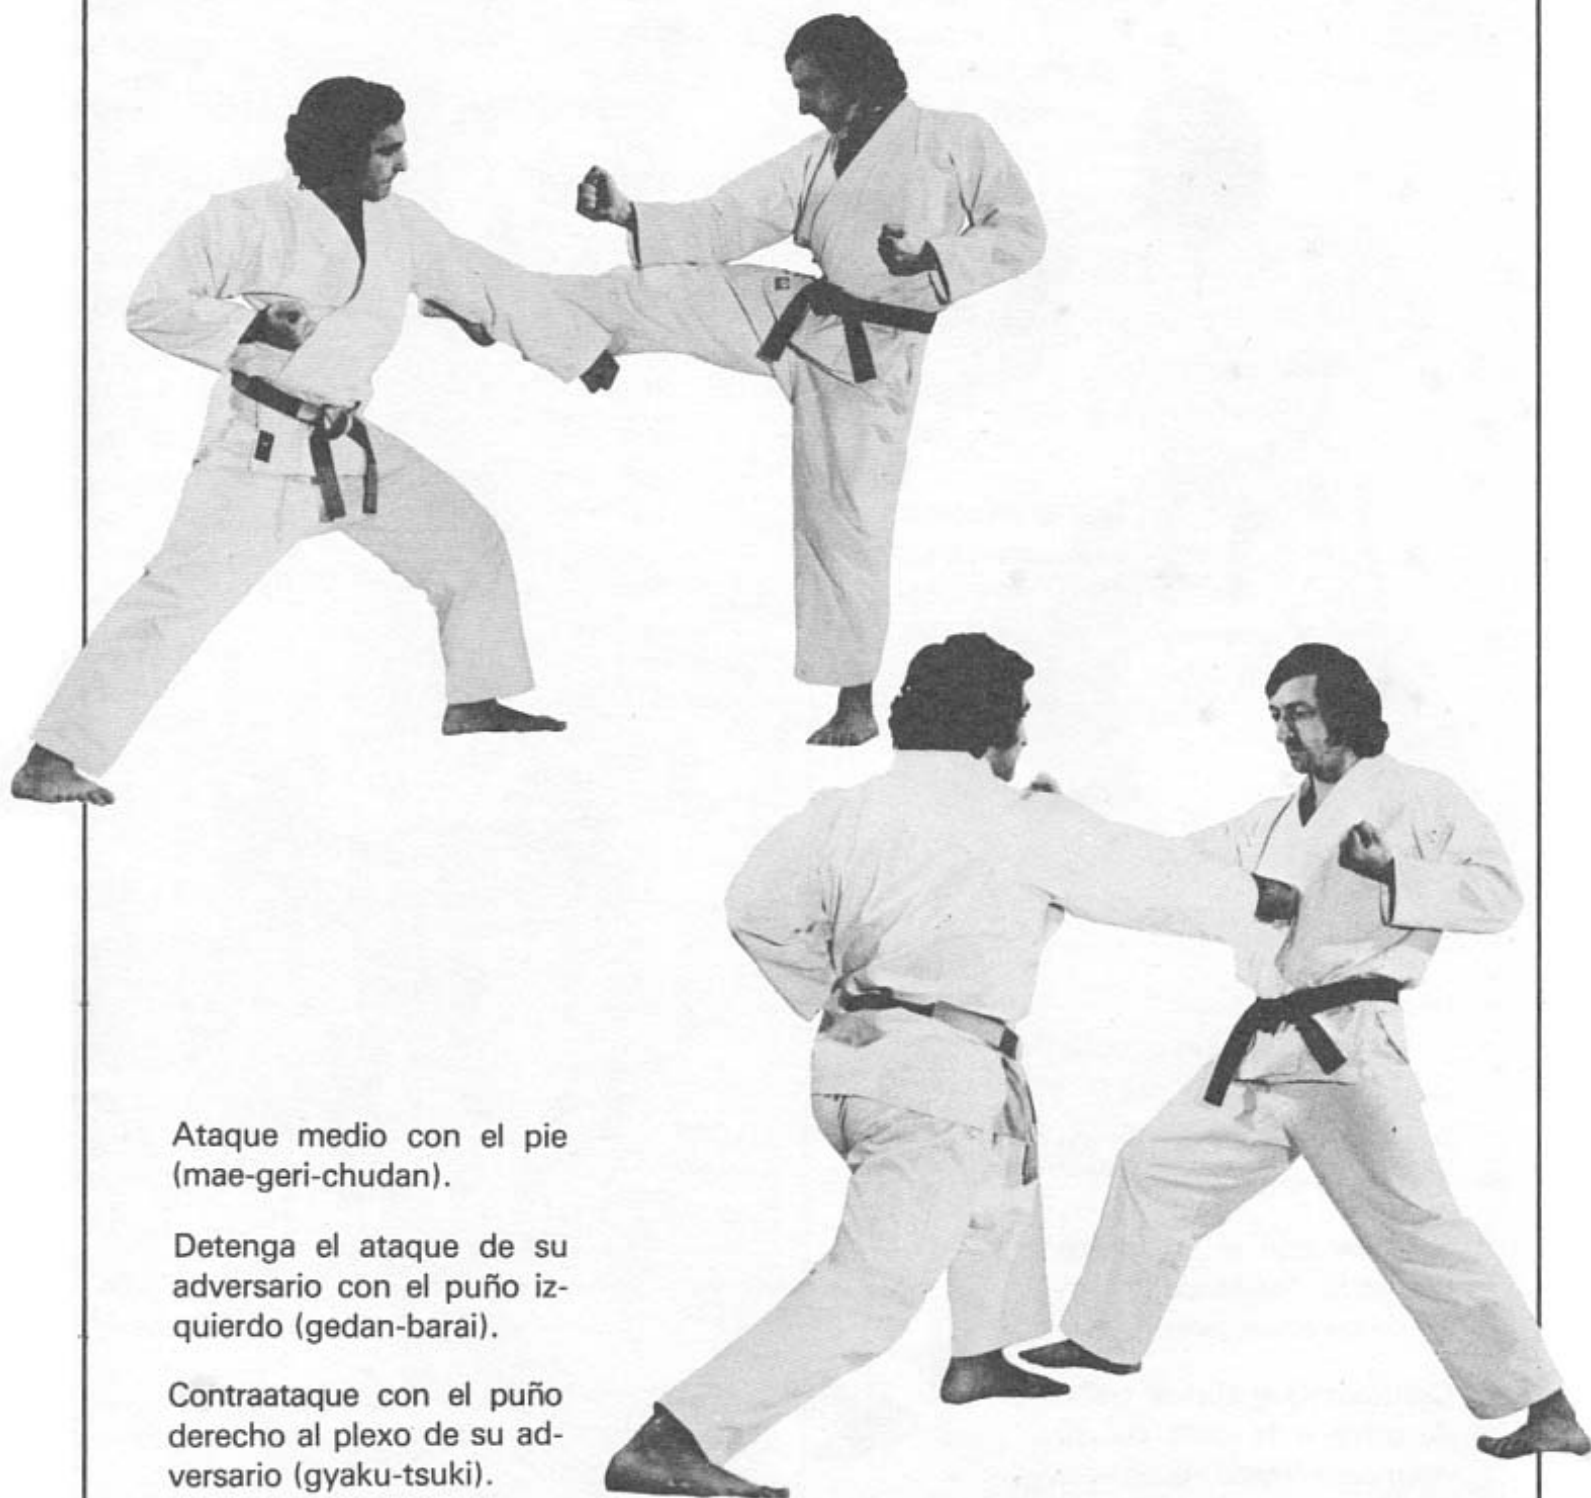 Ataque medio con el pie
(mae-geri-chudan).
Detenga el ataque de su
adversario con el puño iz-
quierdo (gedan-barai).
Contraataque con el puño
derecho al plexo de su ad-
versario (gyaku-tsuki).